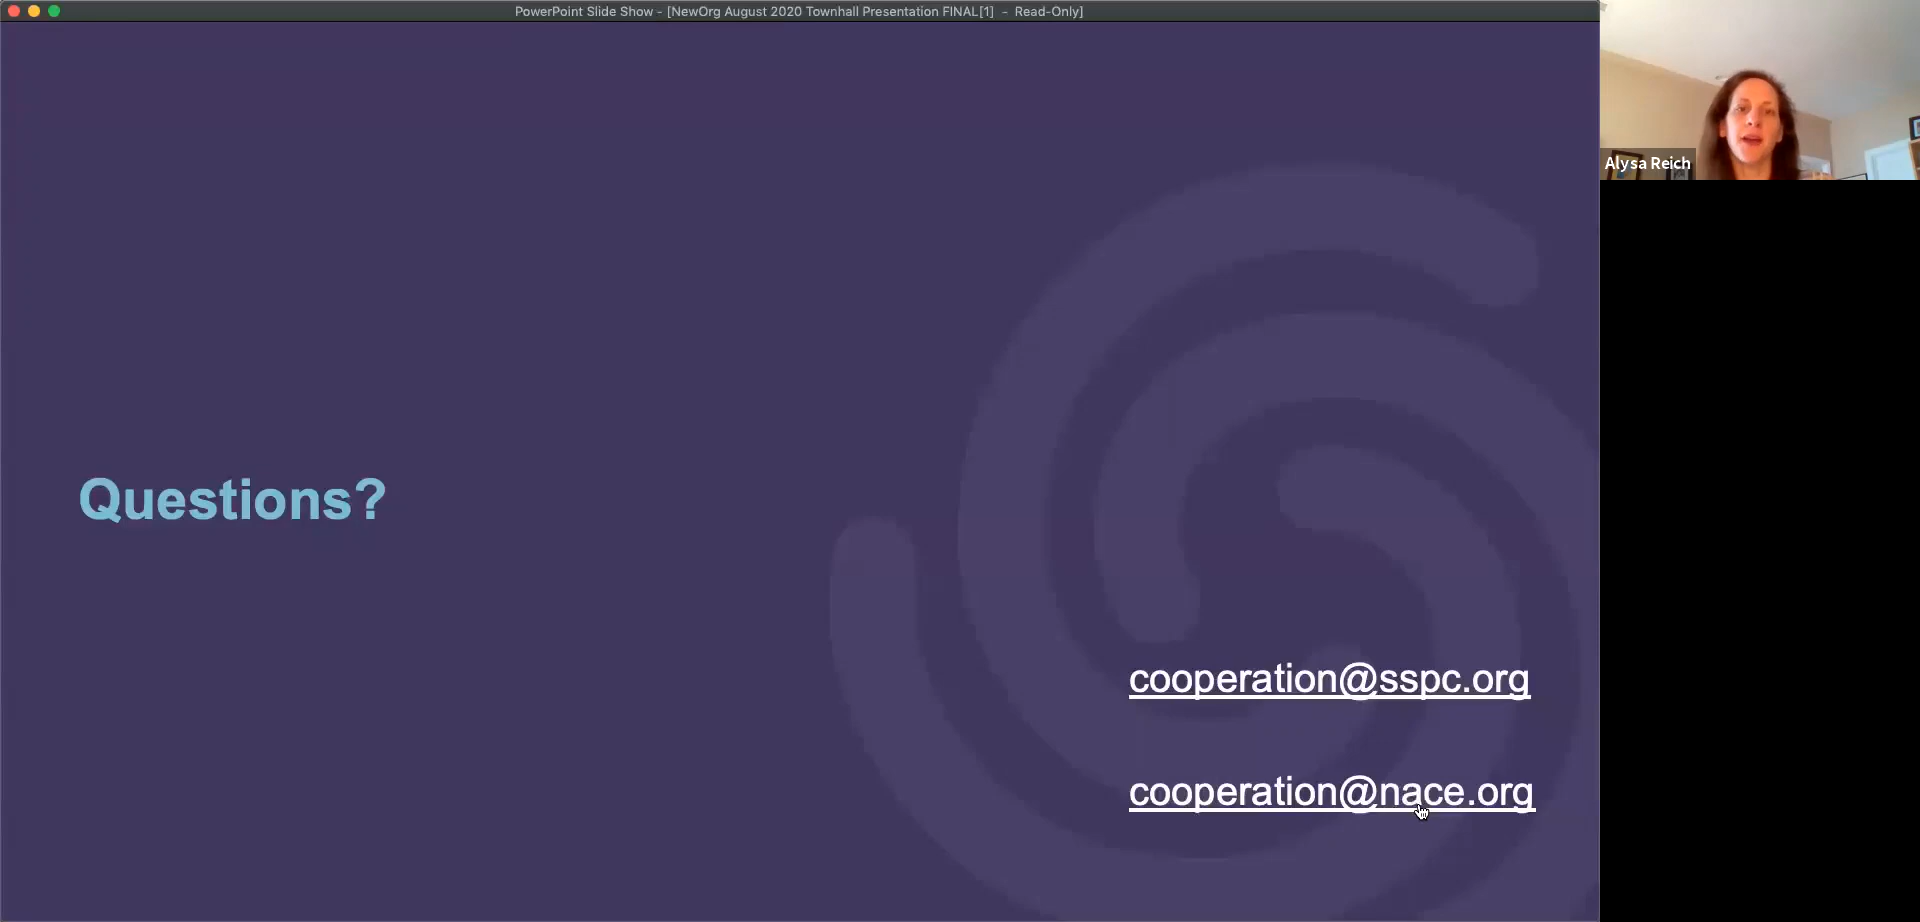 PowerPoint Slide Show - [NewOrg August 2020 Townhall Presentation FINAL[1] - Read-Only]
Alysa Reich
Questions?
cooperation@sspc.org
cooperation@nace.org